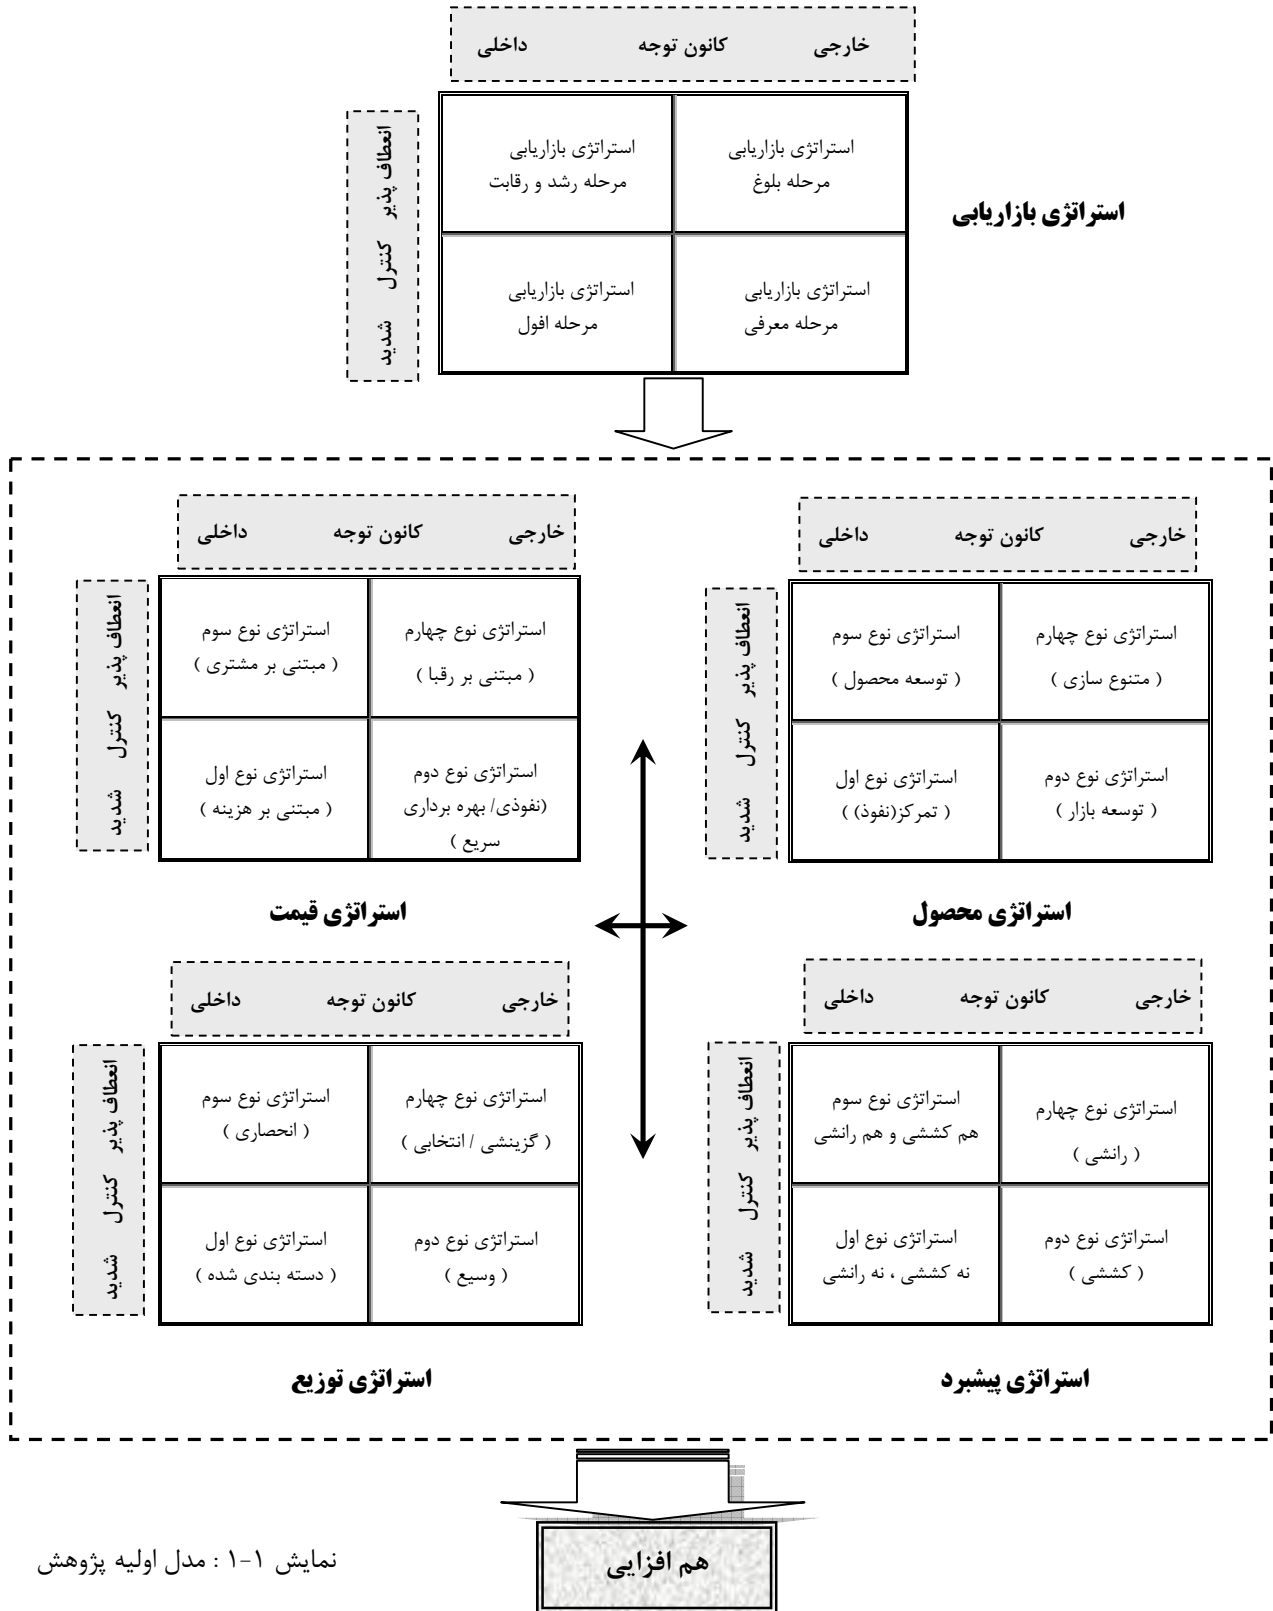 خارجی کانون توجه داخلی
انعطاف پذیر کنترل شدید
استراتژی بازاریابی
مرحله بلوغ
استراتژی بازاریابی
مرحله رشد و رقابت
استراتژی بازاریابی
مرحله معرفی
استراتژی بازاریابی
مرحله افول
استراتژی بازاریابی
خارجی کانون توجه داخلی
انعطاف پذیر کنترل شدید
استراتژی نوع چهارم
( متنوع سازی )
استراتژی نوع سوم
( توسعه محصول )
استراتژی نوع دوم
( توسعه بازار )
استراتژی نوع اول
( تمرکز(نفوذ) )
استراتژی محصول
خارجی کانون توجه داخلی
انعطاف پذیر کنترل شدید
استراتژی نوع چهارم
( مبتنی بر رقبا )
استراتژی نوع سوم
( مبتنی بر مشتری )
استراتژی نوع دوم
(نفوذی/ بهره برداری
سریع )
استراتژی نوع اول
( مبتنی بر هزینه )
استراتژی قیمت
خارجی کانون توجه داخلی
انعطاف پذیر کنترل شدید
استراتژی نوع چهارم
( رانشی )
استراتژی نوع سوم
هم کششی و هم رانشی
استراتژی نوع دوم
( کششی )
استراتژی نوع اول
نه کششی ، نه رانشی
استراتژی پیشبرد
خارجی کانون توجه داخلی
انعطاف پذیر کنترل شدید
استراتژی نوع چهارم
( گزینشی / انتخابی )
استراتژی نوع سوم
( انحصاری )
استراتژی نوع دوم
( وسیع )
استراتژی نوع اول
( دسته بندی شده )
استراتژی توزیع
هم افزایی
نمایش ۱-۱ : مدل اولیه پژوهش